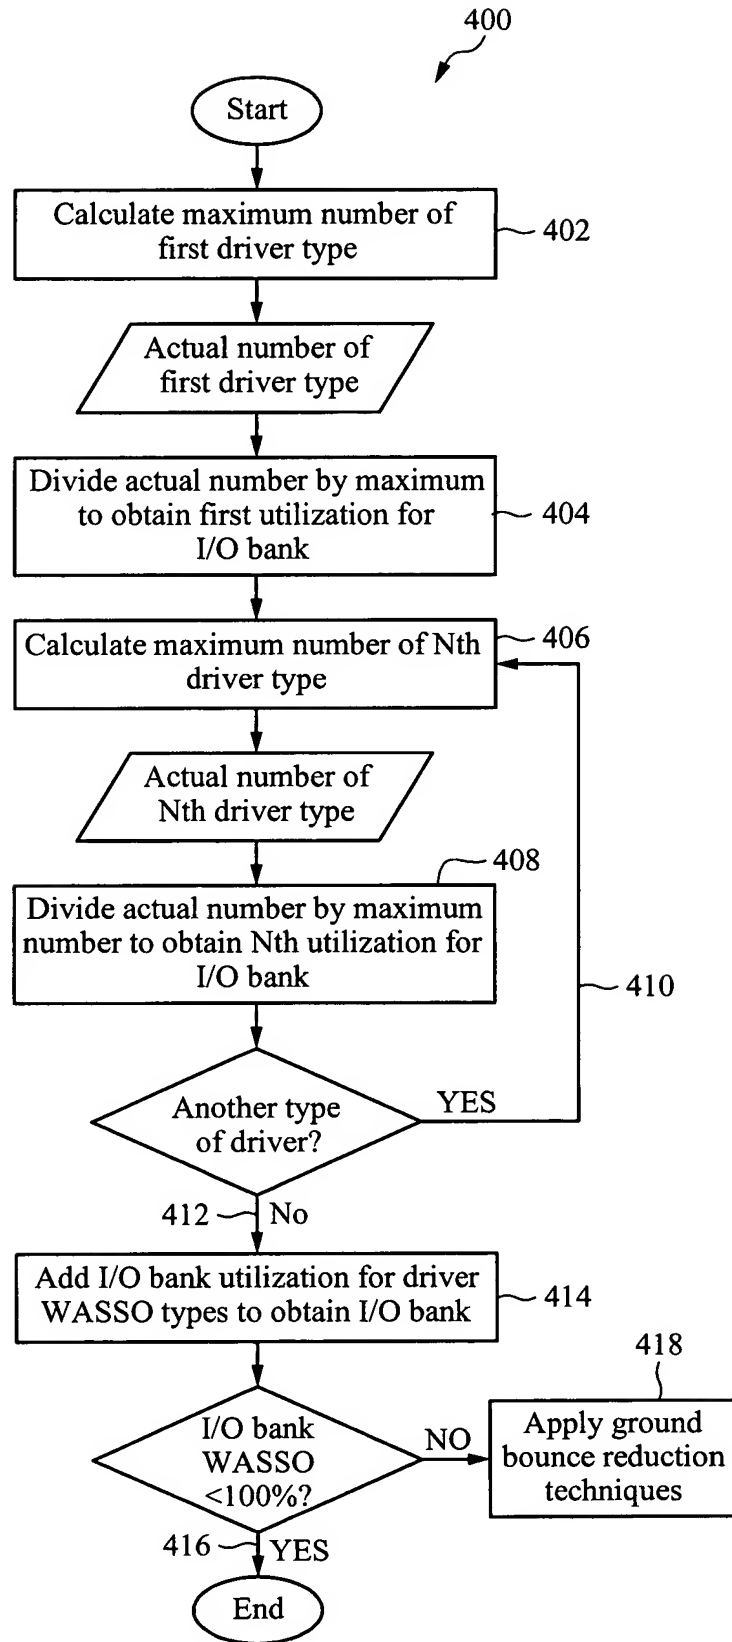 400
Start
Calculate maximum number of
first driver type
402
Actual number of
first driver type
Divide actual number by maximum
to obtain first utilization for
I/O bank
404
Calculate maximum number of Nth
driver type
406
Actual number of
Nth driver type
408
Divide actual number by maximum
number to obtain Nth utilization for
I/O bank
410
Another type
of driver?
YES
412
No
Add I/O bank utilization for driver
WASSO types to obtain I/O bank
414
I/O bank
WASSO
<100%?
NO
418
Apply ground
bounce reduction
techniques
416
YES
End